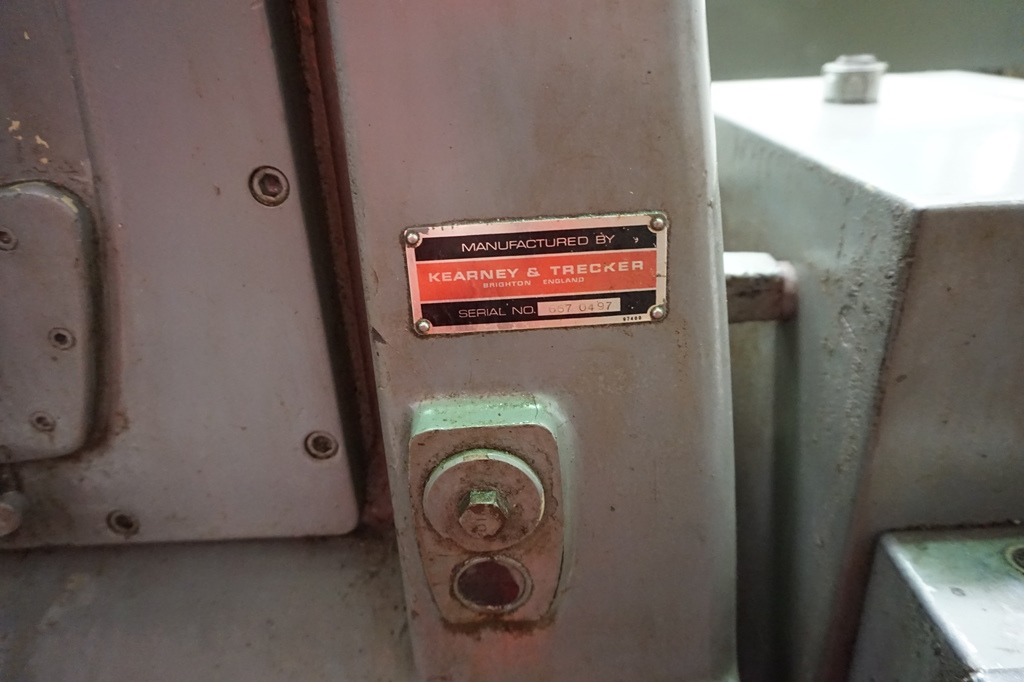 MANUFACTURED BY
KEARNEY & TRECKER
BRIGHTON ENGLAND
SERIAL NO. 657 0497